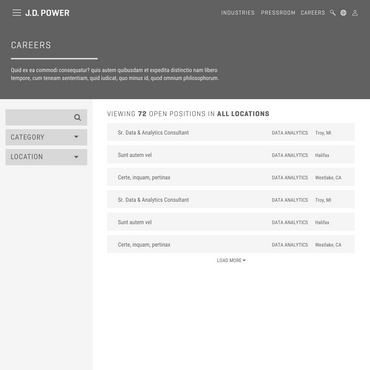 J.D. POWER
INDUSTRIES PRESSROOM CAREERS
CAREERS
Quid ex ea commodi consequatur? quis autem quibusdam et expedita distinctio nam libero
tempore, cum teneam sententiam, quid iudicat, quo minus id, quod omnium philosophorum.
CATEGORY
LOCATION
VIEWING 72 OPEN POSITIONS IN ALL LOCATIONS
Sr. Data & Analytics Consultant DATA ANALYTICS Troy, MI
Sunt autem vel DATA ANALYTICS Halifax
Certe, inquam, pertinax DATA ANALYTICS Westlake, CA
Sr. Data & Analytics Consultant DATA ANALYTICS Troy, MI
Sunt autem vel DATA ANALYTICS Halifax
Certe, inquam, pertinax DATA ANALYTICS Westlake, CA
LOAD MORE